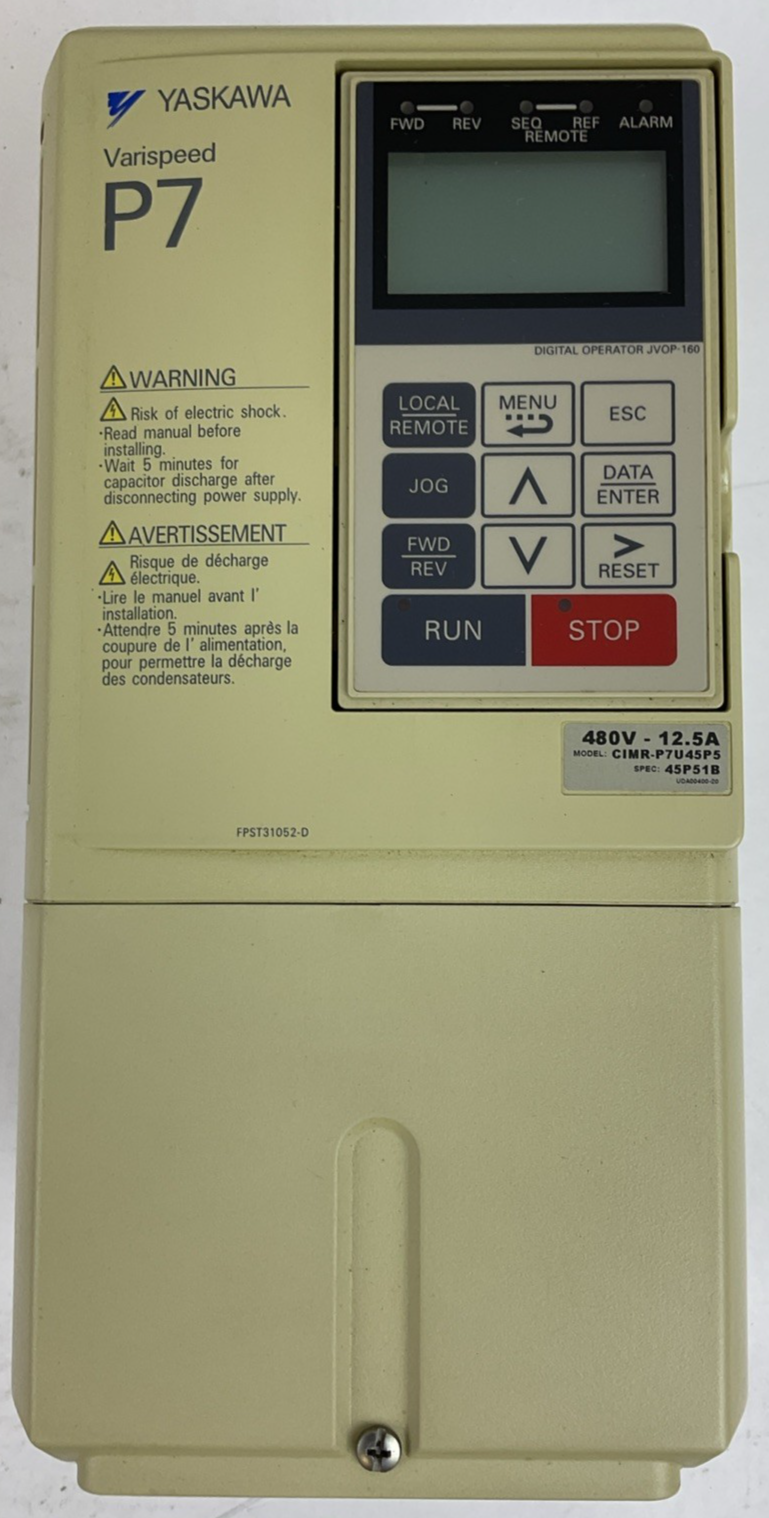 YASKAWA
Varispeed
P7
WARNING
Risk of electric shock.
·Read manual before
installing.
·Wait 5 minutes for
capacitor discharge after
disconnecting power supply.
AVERTISSEMENT
Risque de décharge
électrique.
·Lire le manuel avant l'
installation.
·Attendre 5 minutes après la
coupure de l' alimentation,
pour permettre la décharge
des condensateurs.
FPST31052-D
FWD REV SEQ REF ALARM
REMOTE
DIGITAL OPERATOR JVOP-160
LOCAL
REMOTE
MENU
ESC
JOG
∧
DATA
ENTER
FWD
REV
∨
>
RESET
RUN
STOP
480V - 12.5A
MODEL: CIMR-P7U45P5
SPEC: 45P51B
UDA00400-20